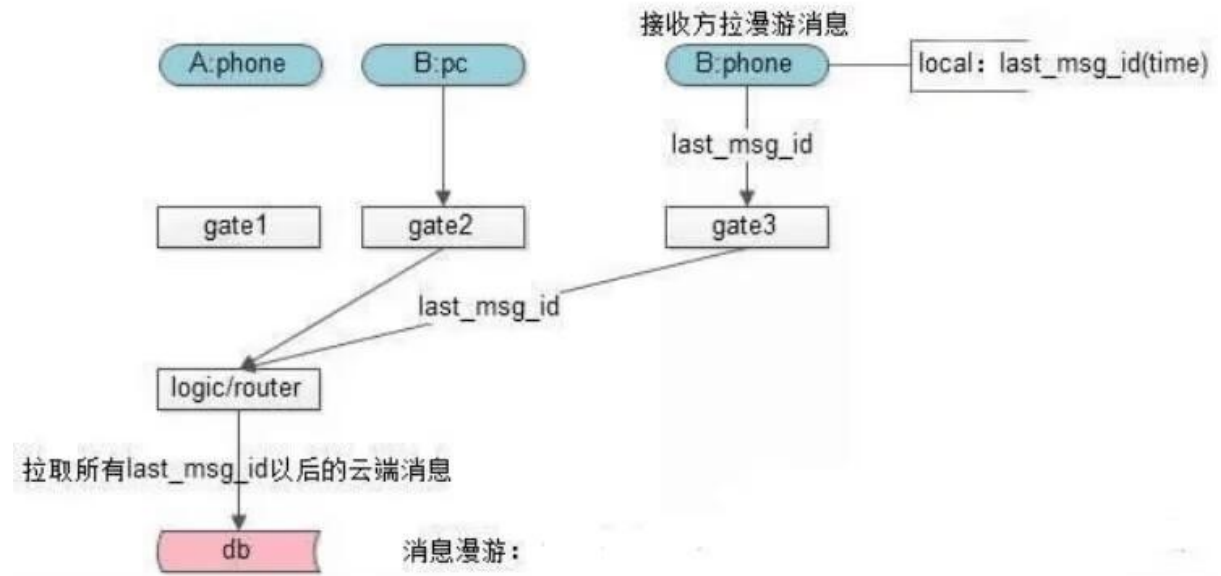 接收方拉漫游消息
A:phone
B:pc
B:phone
local：last_msg_id(time)
last_msg_id
gate1
gate2
gate3
last_msg_id
logic/router
拉取所有last_msg_id以后的云端消息
db
消息漫游：